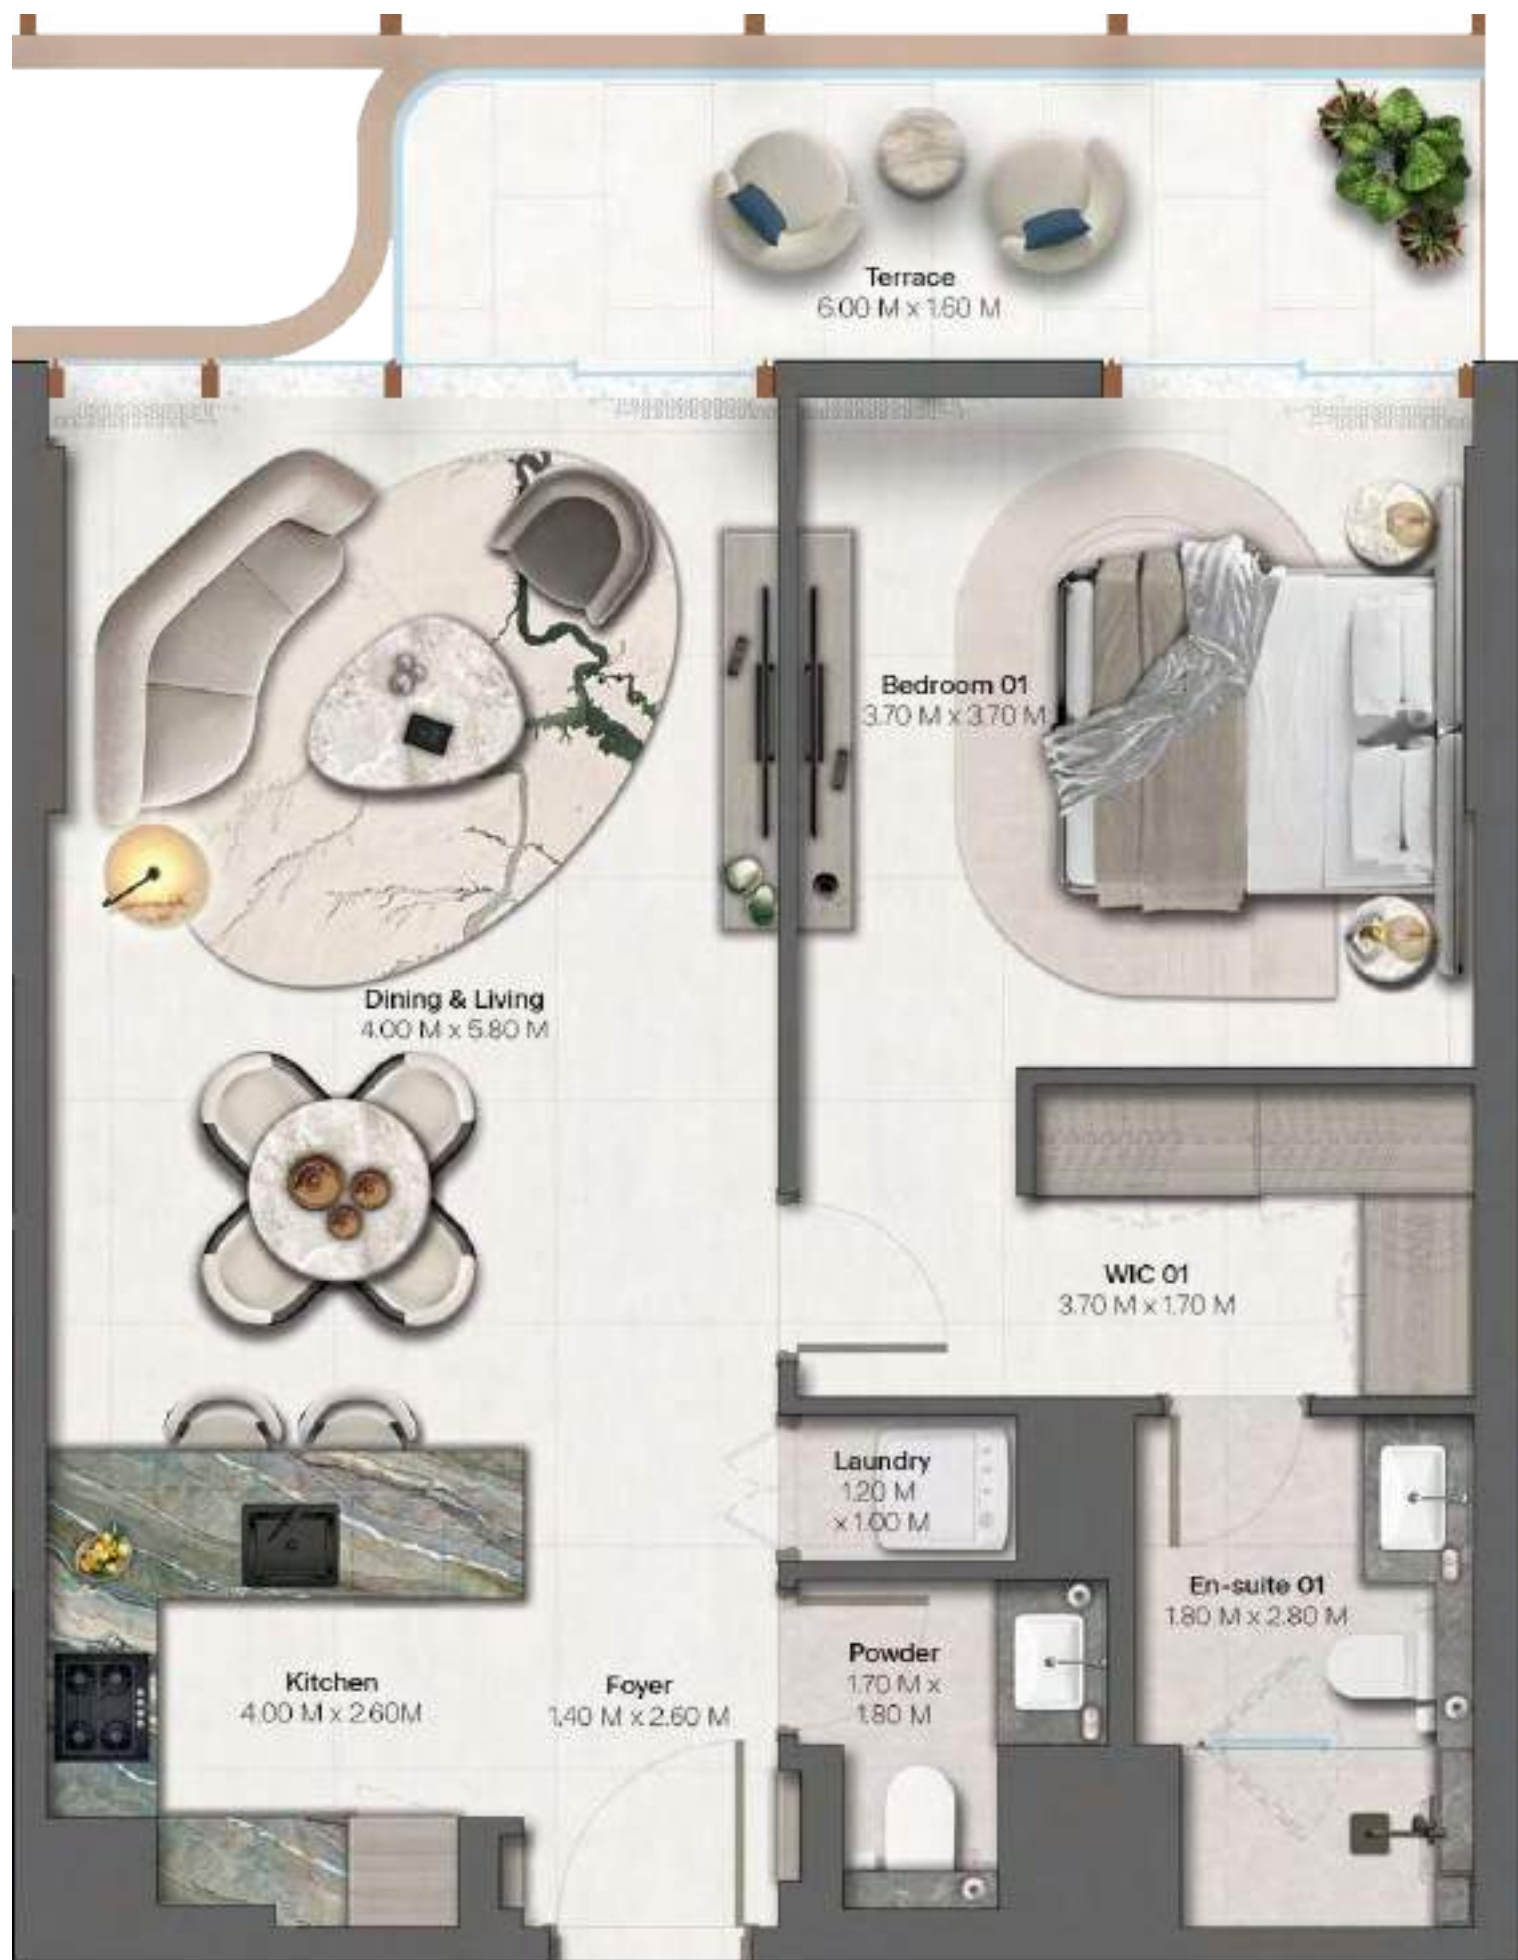 Terrace
6.00 M x 1.60 M
Bedroom 01
3.70 M x 3.70 M
Dining & Living
4.00 M x 5.80 M
WIC 01
3.70 M x 1.70 M
Laundry
1.20 M
x 1.00 M
En-suite 01
1.80 M x 2.80 M
Powder
1.70 M x
1.80 M
Kitchen
4.00 M x 2.60M
Foyer
1.40 M x 2.60 M